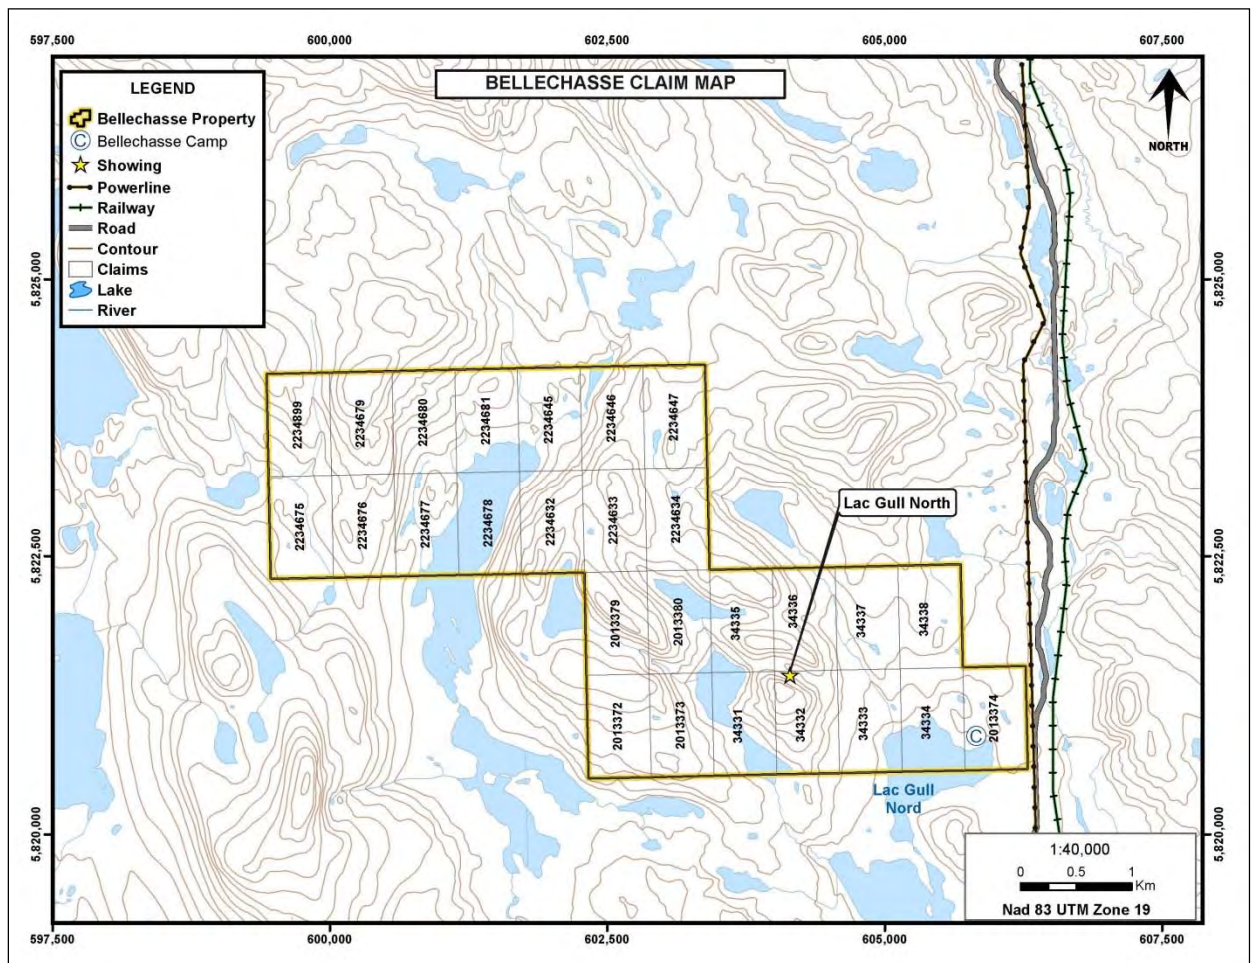 597,500
600,000
602,500
605,000
607,500
BELLECHASSE CLAIM MAP
LEGEND
Bellechasse Property
C
Bellechasse Camp
Showing
Powerline
Railway
Road
Contour
Claims
Lake
River
NORTH
5,825,000
5,825,000
2234899
2234679
2234680
2234681
2234645
2234646
2234647
2234675
2234676
2234677
2234678
2234632
2234633
2234634
Lac Gull North
5,822,500
5,822,500
2013379
2013380
34335
34336
34337
34338
2013372
2013373
34331
34332
34333
34334
C
2013374
Lac Gull
Nord
5,820,000
5,820,000
1:40,000
0
0.5
1
Km
Nad 83 UTM Zone 19
597,500
600,000
602,500
605,000
607,500